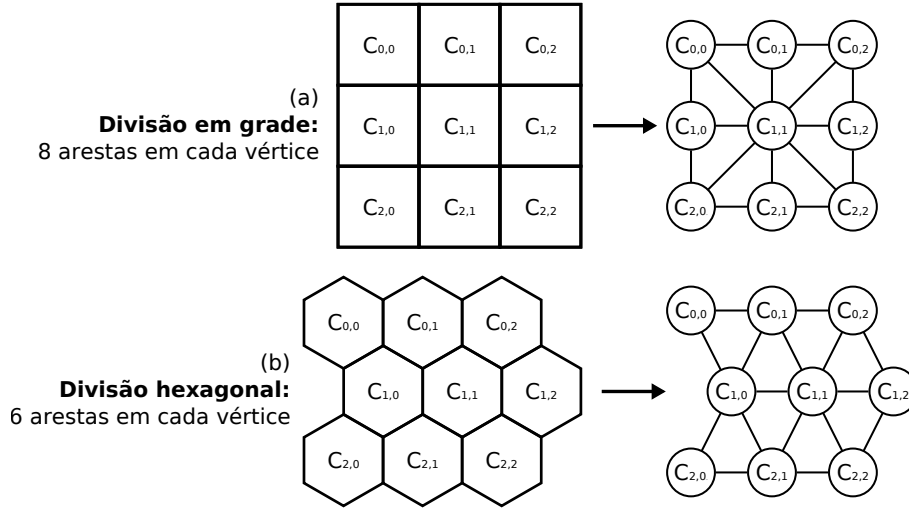 (a)
Divisão em grade:
8 arestas em cada vértice
C0,0 C0,1 C0,2
C1,0 C1,1 C1,2
C2,0 C2,1 C2,2
C0,0 C0,1 C0,2
C1,0 C1,1 C1,2
C2,0 C2,1 C2,2
(b)
Divisão hexagonal:
6 arestas em cada vértice
C0,0 C0,1 C0,2
C1,0 C1,1 C1,2
C2,0 C2,1 C2,2
C0,0 C0,1 C0,2
C1,0 C1,1 C1,2
C2,0 C2,1 C2,2